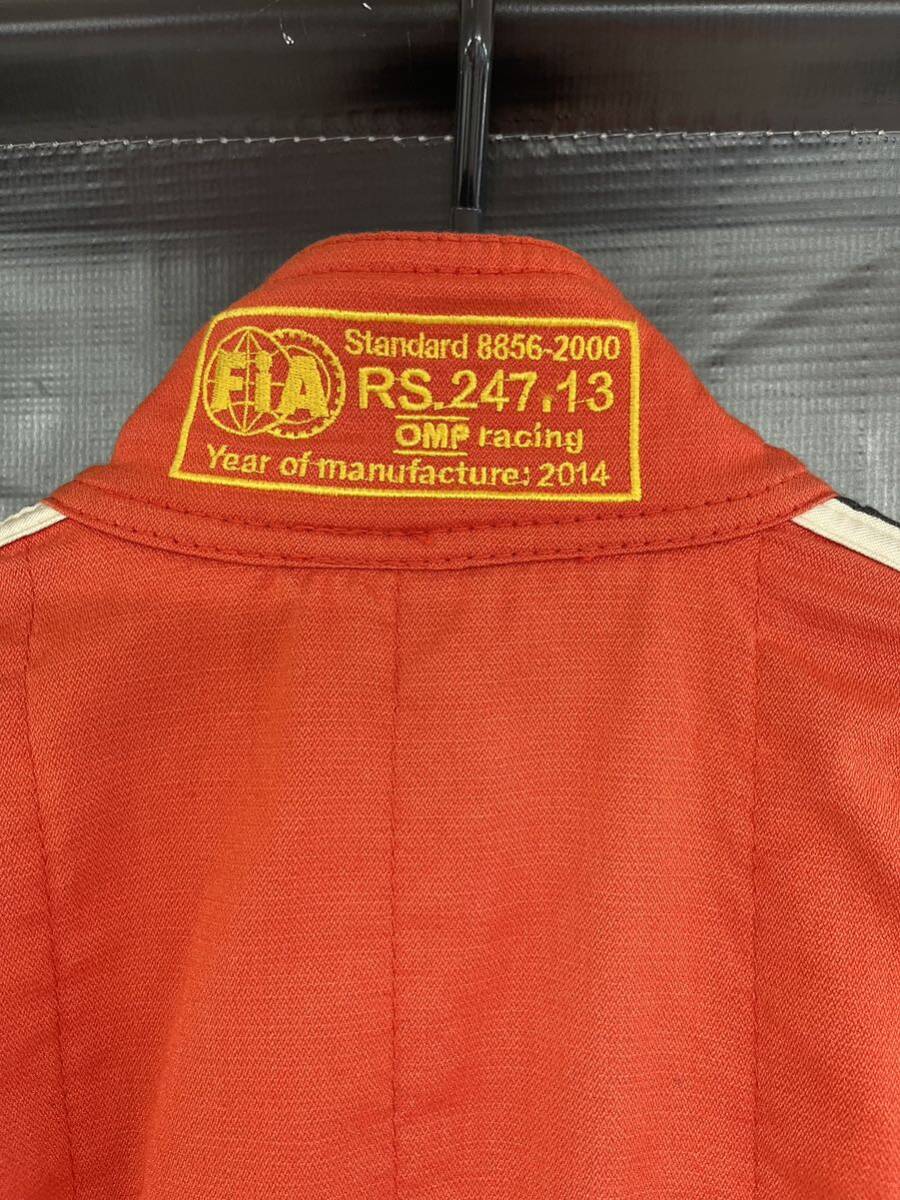 FIA
Standard 8856-2000
RS.247.13
OMP racing
Year of manufacture: 2014